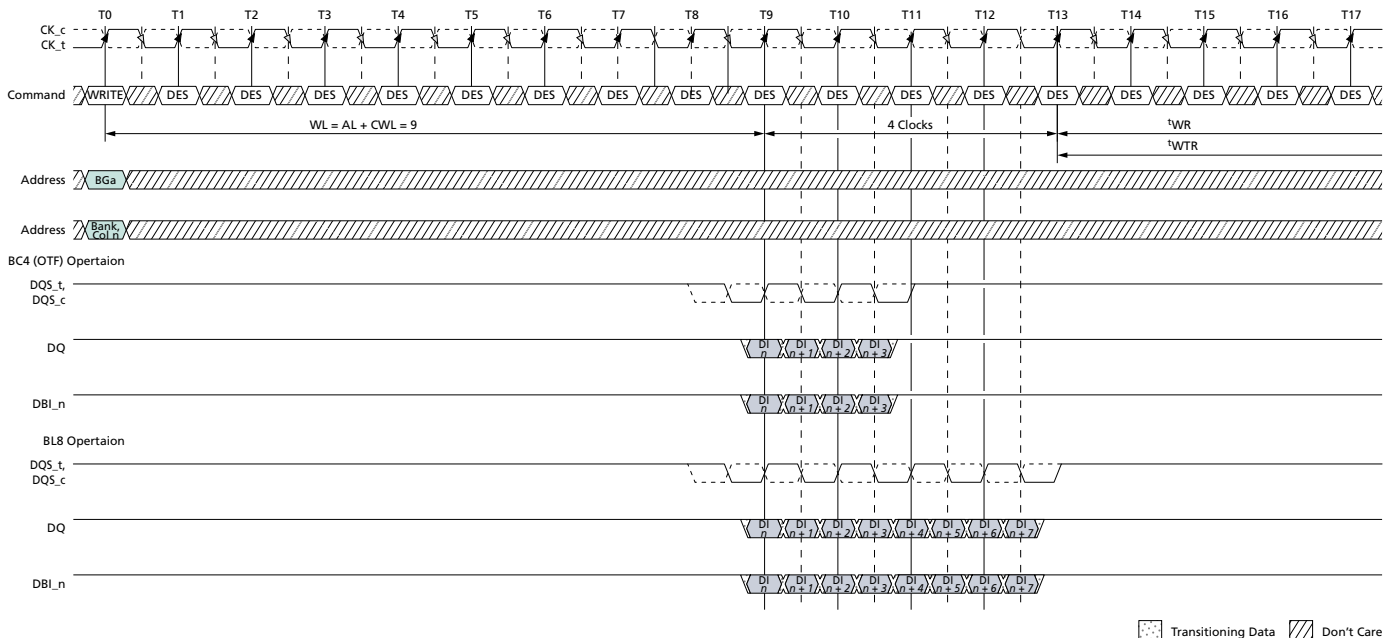 T0 T1 T2 T3 T4 T5 T6 T7 T8 T9 T10 T11 T12 T13 T14 T15 T16 T17
CK_c
CK_t
Command WRITE DES DES DES DES DES DES DES DES DES DES DES DES DES DES DES DES DES
WL = AL + CWL = 9 4 Clocks tWR
tWTR
Address BGa
Address Bank, Col n
BC4 (OTF) Opertaion
DQS_t,
DQS_c
DQ DI n DI n + 1 DI n + 2 DI n + 3
DBI_n DI n DI n + 1 DI n + 2 DI n + 3
BL8 Opertaion
DQS_t,
DQS_c
DQ DI n DI n + 1 DI n + 2 DI n + 3 DI n + 4 DI n + 5 DI n + 6 DI n + 7
DBI_n DI n DI n + 1 DI n + 2 DI n + 3 DI n + 4 DI n + 5 DI n + 6 DI n + 7
Transitioning Data Don't Care